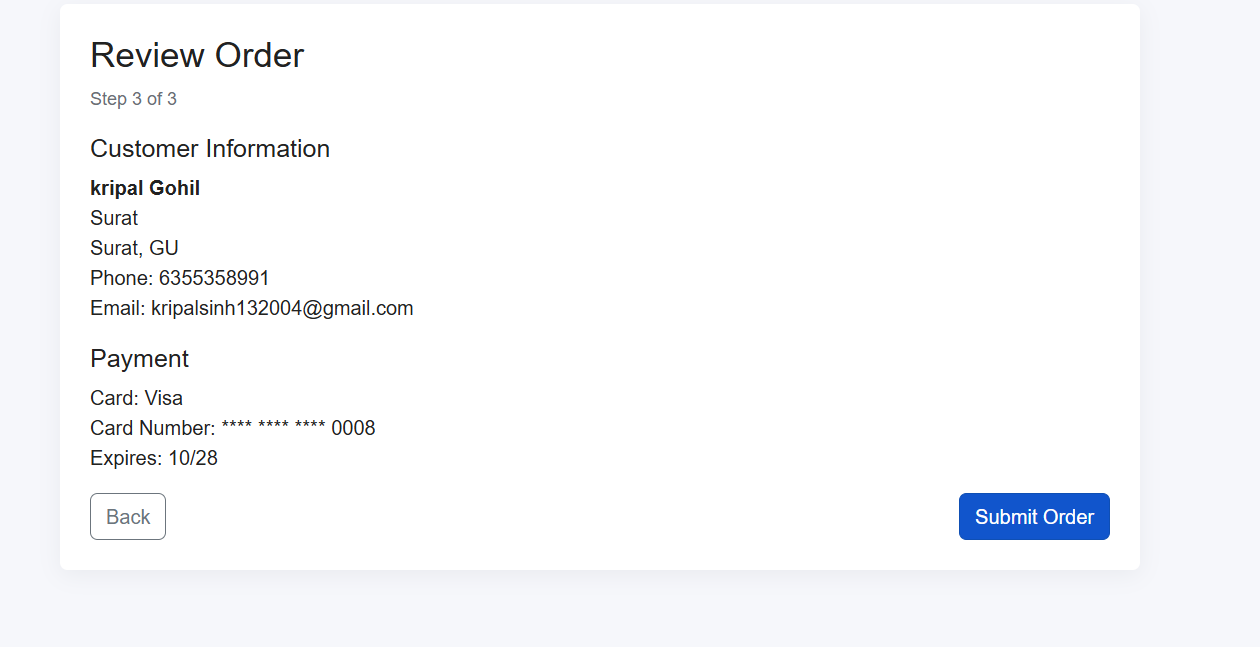 Review Order
Step 3 of 3
Customer Information
kripal Gohil
Surat
Surat, GU
Phone: 6355358991
Email: kripalsinh132004@gmail.com
Payment
Card: Visa
Card Number: **** **** **** 0008
Expires: 10/28
Back
Submit Order